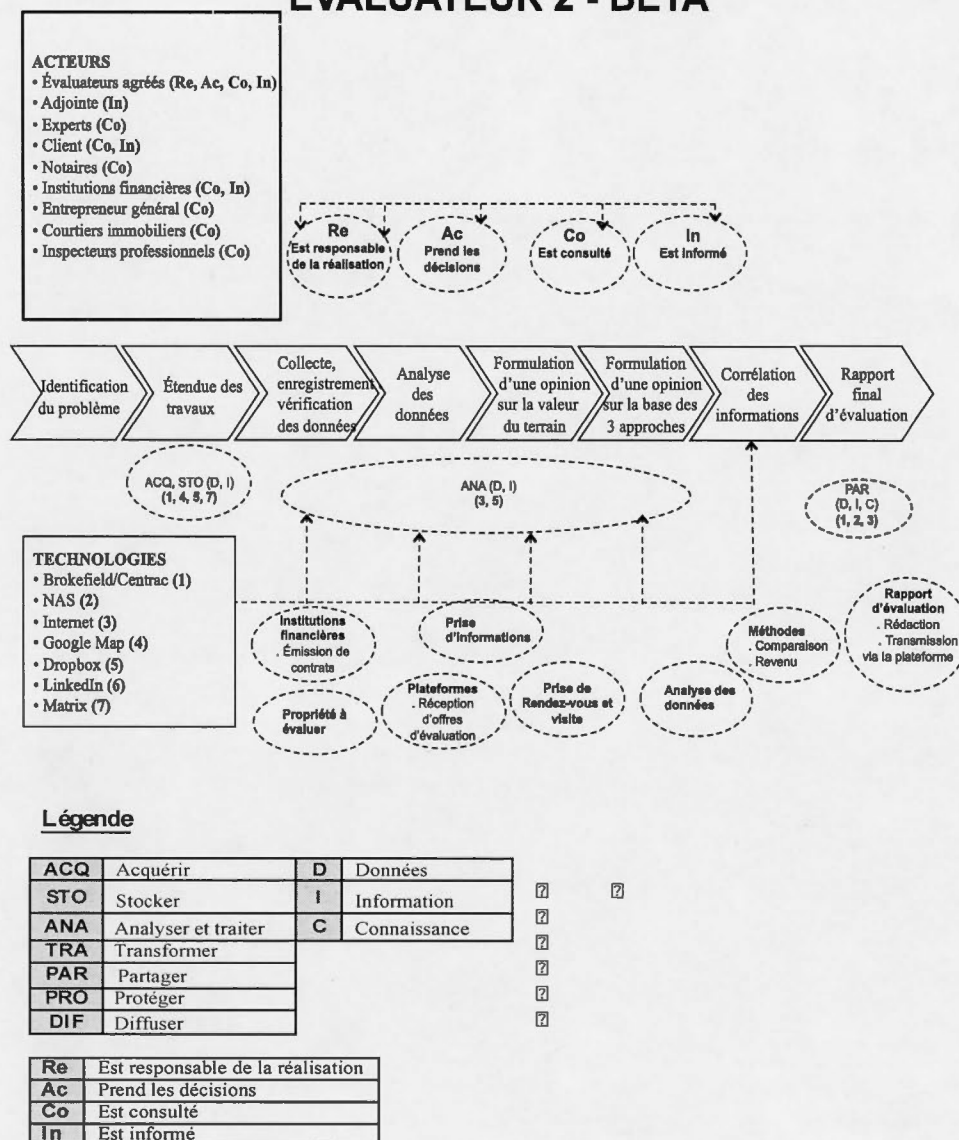 ÉVALUATEUR 2 - BÊTA
ACTEURS
• Évaluateurs agréés (Re, Ac, Co, In)
• Adjointe (In)
• Experts (Co)
• Client (Co, In)
• Notaires (Co)
• Institutions financières (Co, In)
• Entrepreneur général (Co)
• Courtiers immobiliers (Co)
• Inspecteurs professionnels (Co)
Re
Est responsable
de la réalisation
Ac
Prend les
décisions
Co
Est consulté
In
Est informé
Identification
du problème
Étendue des
travaux
Collecte,
enregistrement,
vérification
des données
Analyse
des
données
Formulation
d'une opinion
sur la valeur
du terrain
Formulation
d'une opinion
sur la base des
3 approches
Corrélation
des
informations
Rapport
final
d'évaluation
ACQ, STO (D, I)
(1, 4, 5, 7)
ANA (D, I)
(3, 5)
PAR
(D, I, C)
(1, 2, 3)
TECHNOLOGIES
• Brokefield/Centrac (1)
• NAS (2)
• Internet (3)
• Google Map (4)
• Dropbox (5)
• LinkedIn (6)
• Matrix (7)
Institutions
financières
. Émission de
contrats
Prise
d'informations
Méthodes
. Comparaison
. Revenu
Rapport
d'évaluation
. Rédaction
. Transmission
via la plateforme
Propriété à
évaluer
Plateformes
. Réception
d'offres
d'évaluation
Prise de
Rendez-vous et
visite
Analyse des
données
Légende
ACQ Acquérir D Données
STO Stocker I Information
ANA Analyser et traiter C Connaissance
TRA Transformer
PAR Partager
PRO Protéger
DIF Diffuser
Re Est responsable de la réalisation
Ac Prend les décisions
Co Est consulté
In Est informé